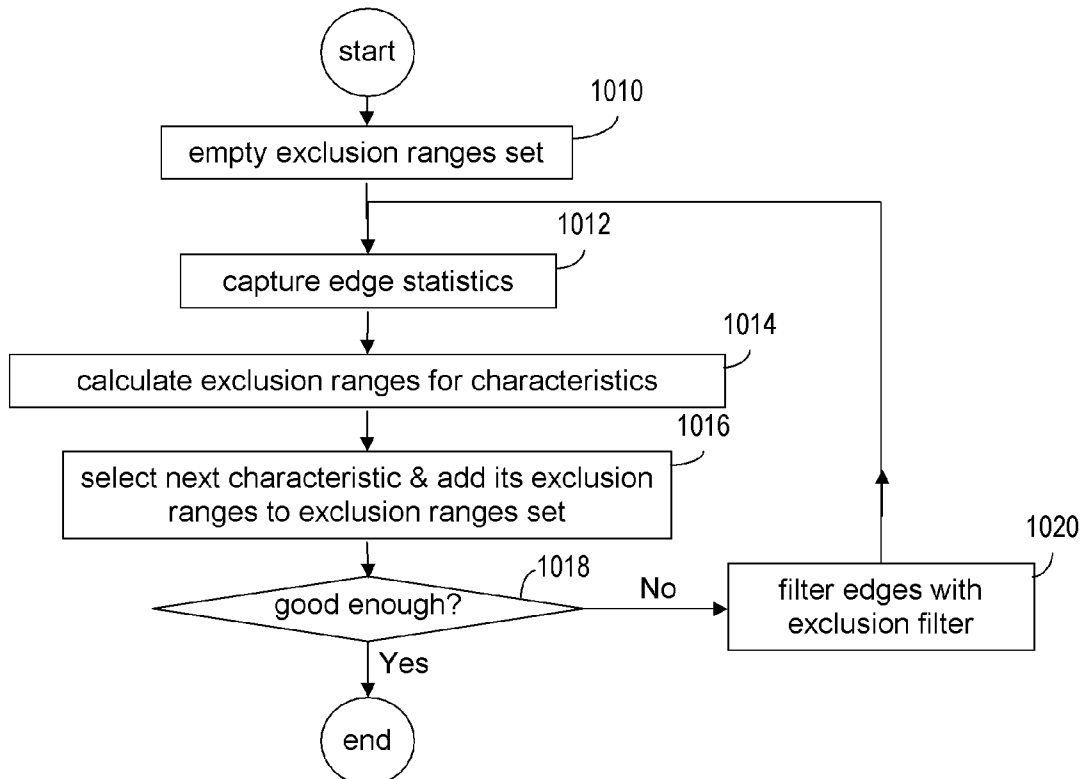 start
1010
empty exclusion ranges set
1012
capture edge statistics
1014
calculate exclusion ranges for characteristics
1016
select next characteristic & add its exclusion
ranges to exclusion ranges set
1018
good enough?
No
1020
filter edges with
exclusion filter
Yes
end